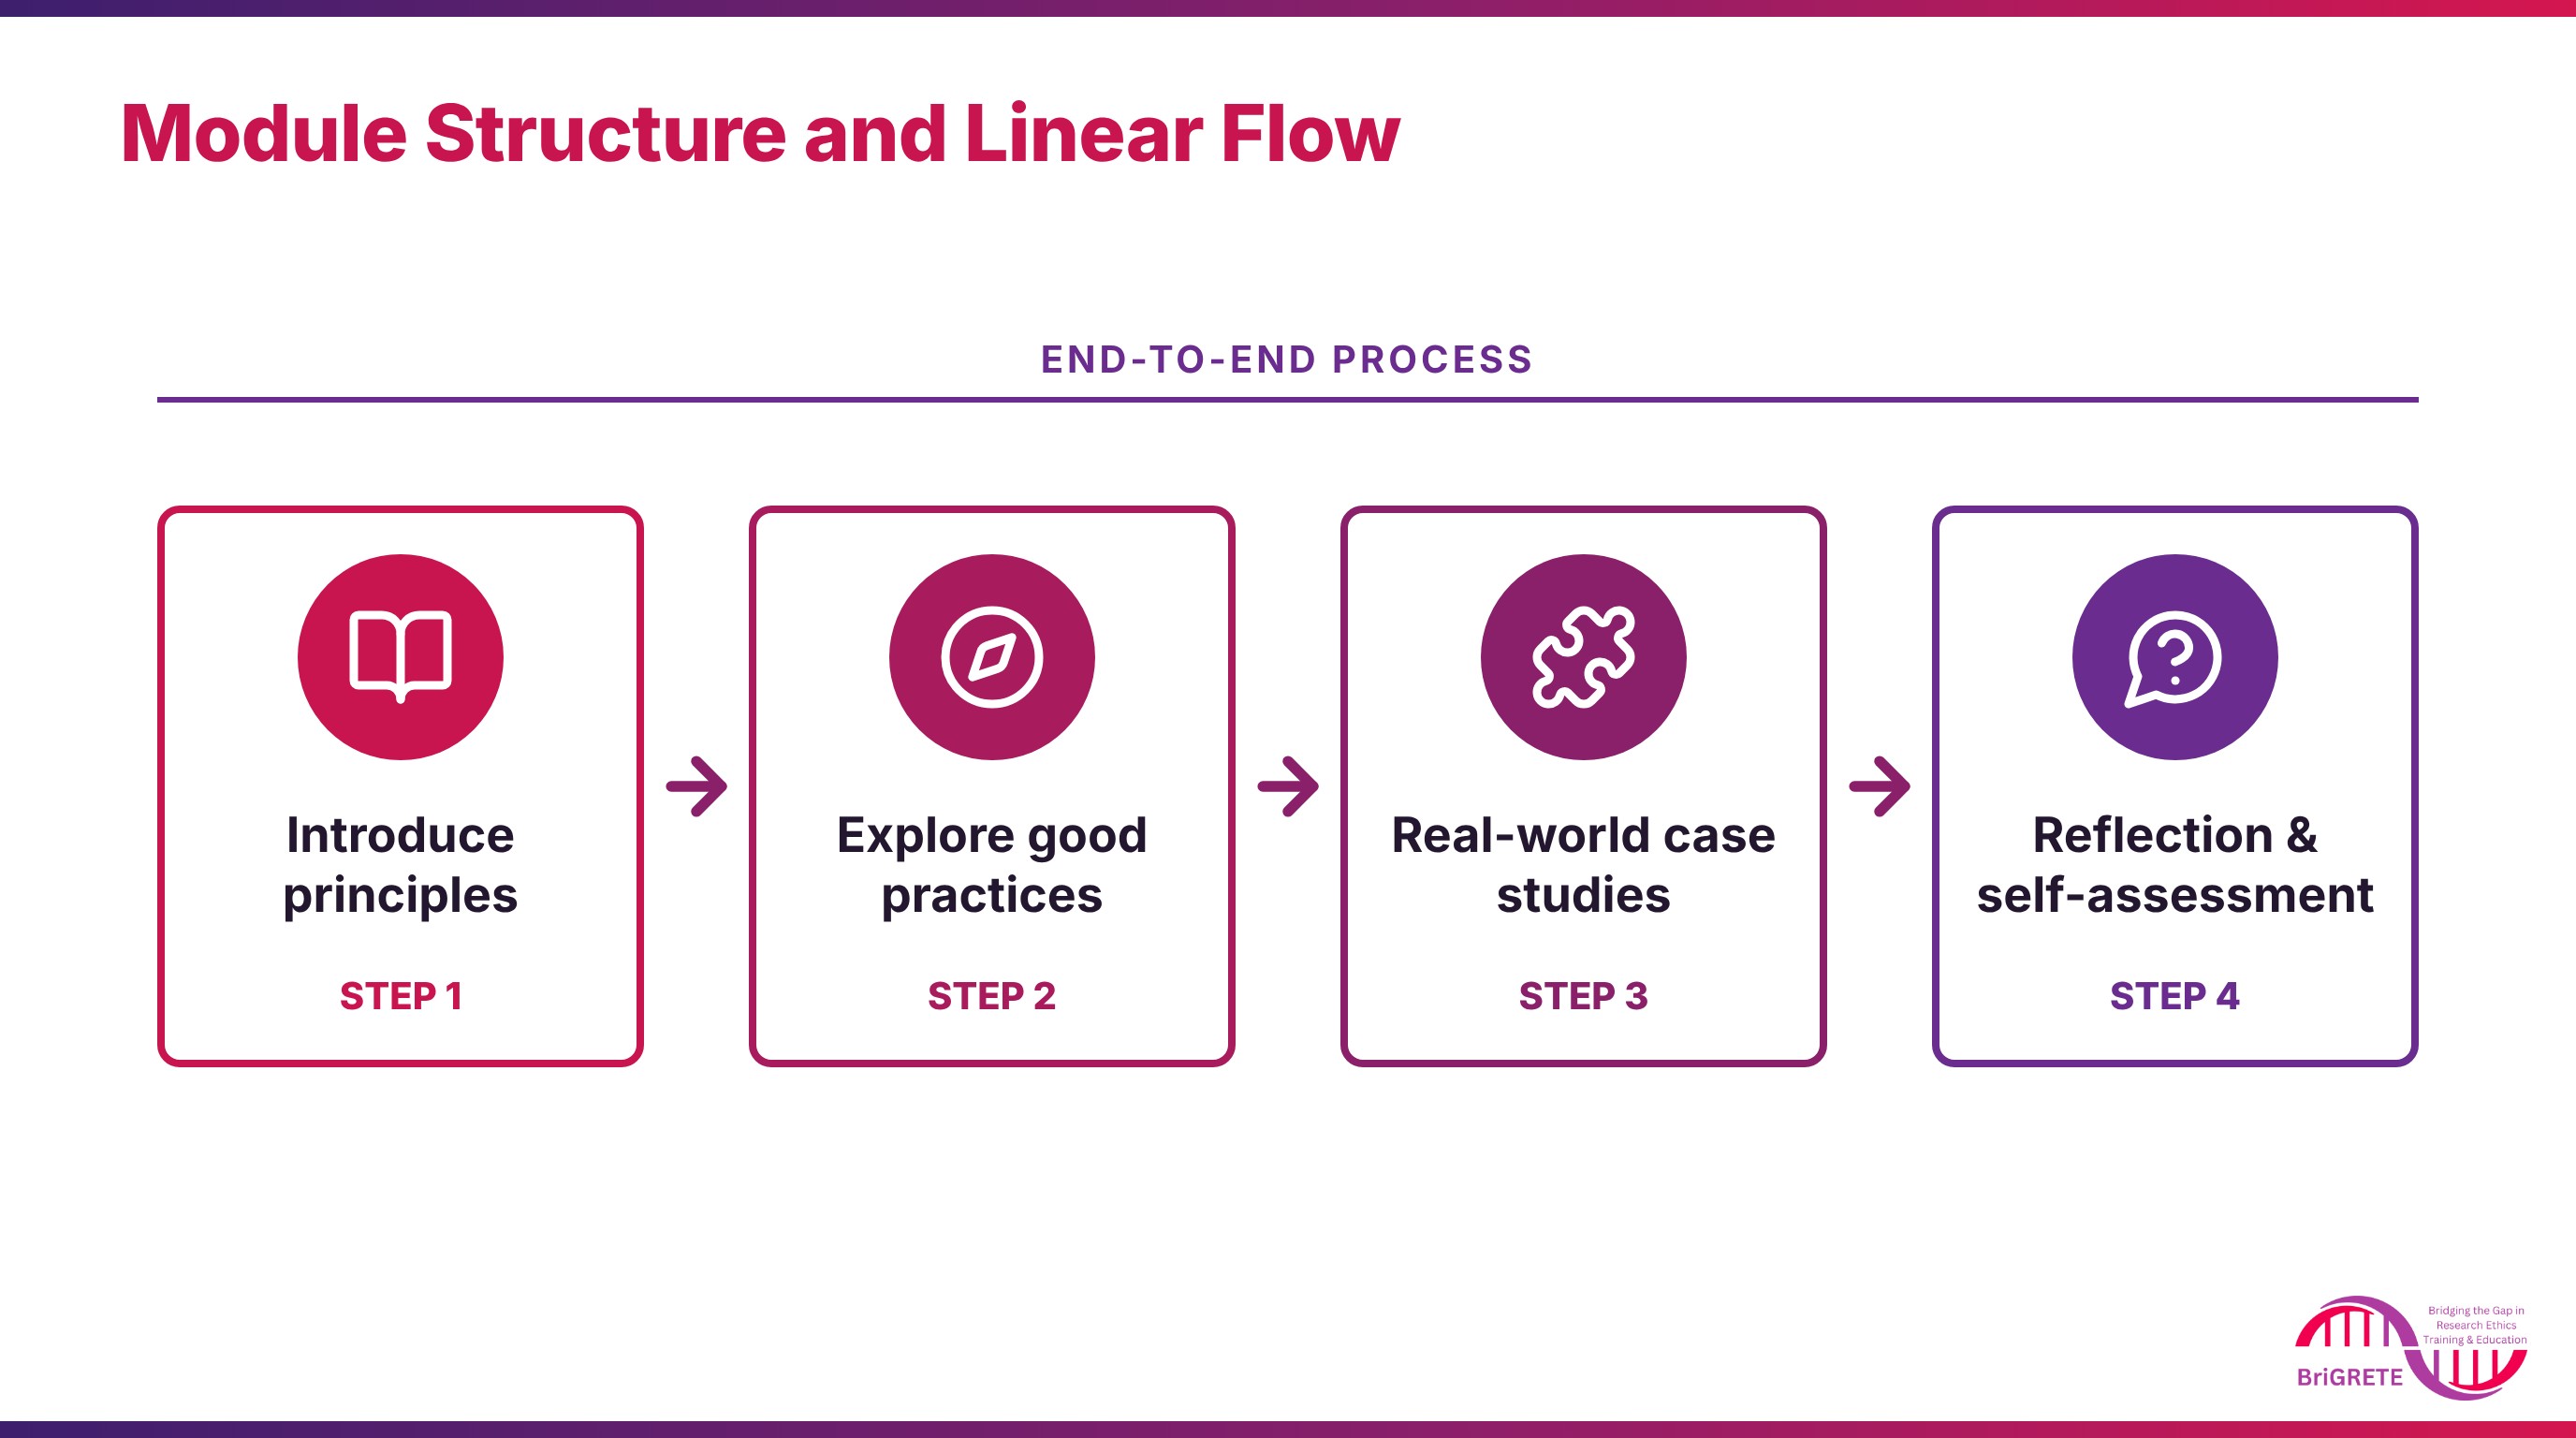 Module Structure and Linear Flow
END-TO-END PROCESS
Introduce
principles
STEP 1
Explore good
practices
STEP 2
Real-world case
studies
STEP 3
Reflection &
self-assessment
STEP 4
Bridging the Gap in
Research Ethics
Training & Education
BriGRETE